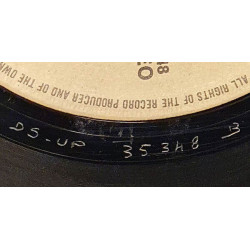 ALL RIGHTS OF THE RECORD PRODUCER AND OF THE OWN
DS-UP 35348 B